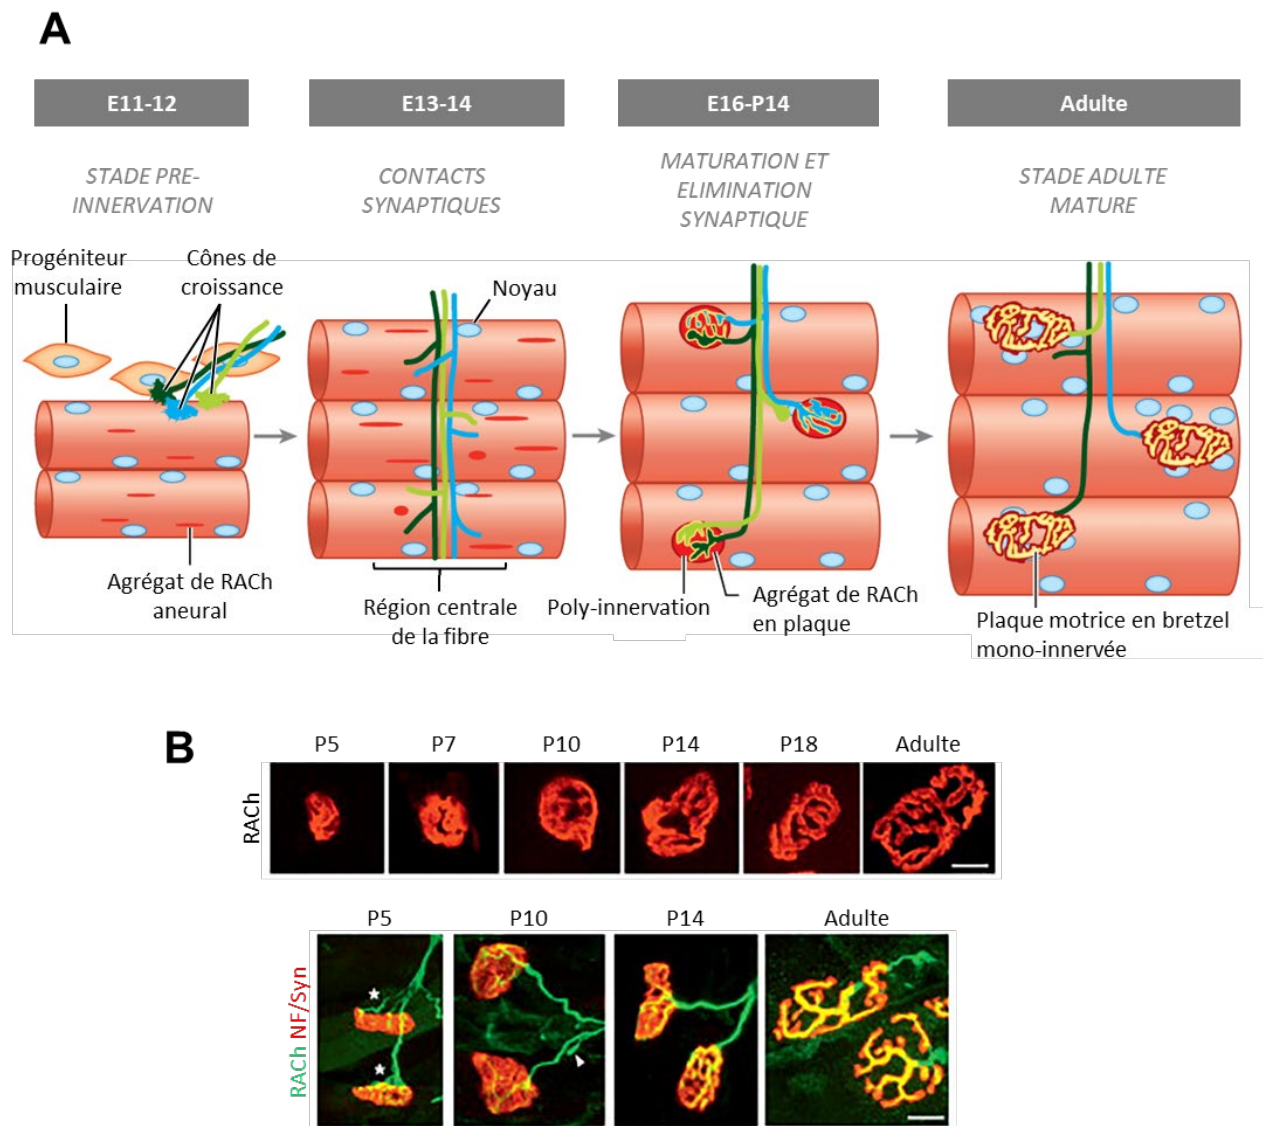 A
E11-12
E13-14
E16-P14
Adulte
STADE PRE-
INNERVATION
CONTACTS
SYNAPTIQUES
MATURATION ET
ELIMINATION
SYNAPTIQUE
STADE ADULTE
MATURE
Progéniteur
musculaire
Cônes de
croissance
Noyau
Agrégat de RACh
aneural
Région centrale
de la fibre
Poly-innervation
Agrégat de RACh
en plaque
Plaque motrice en bretzel
mono-innervée
B
P5
P7
P10
P14
P18
Adulte
RACh
P5
P10
P14
Adulte
RACh NF/Syn